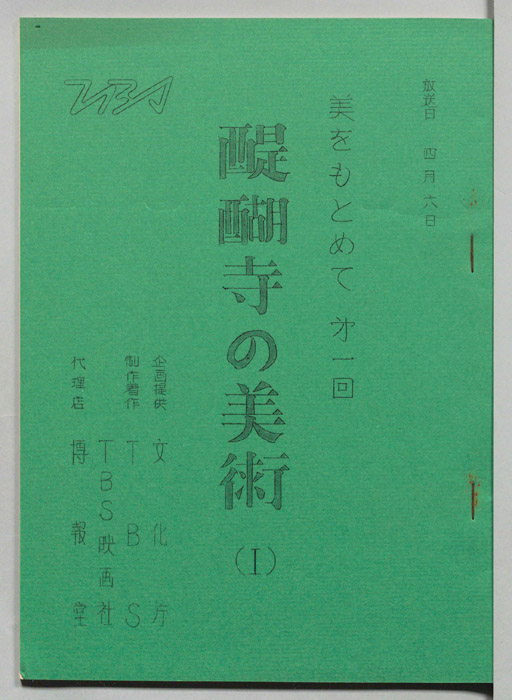 放送日 四月六日
美をもとめて 才一回
醍醐寺の美術(I)
企画提供 文化庁
制作著作 TBS
TBS映画社
代理店 博報堂